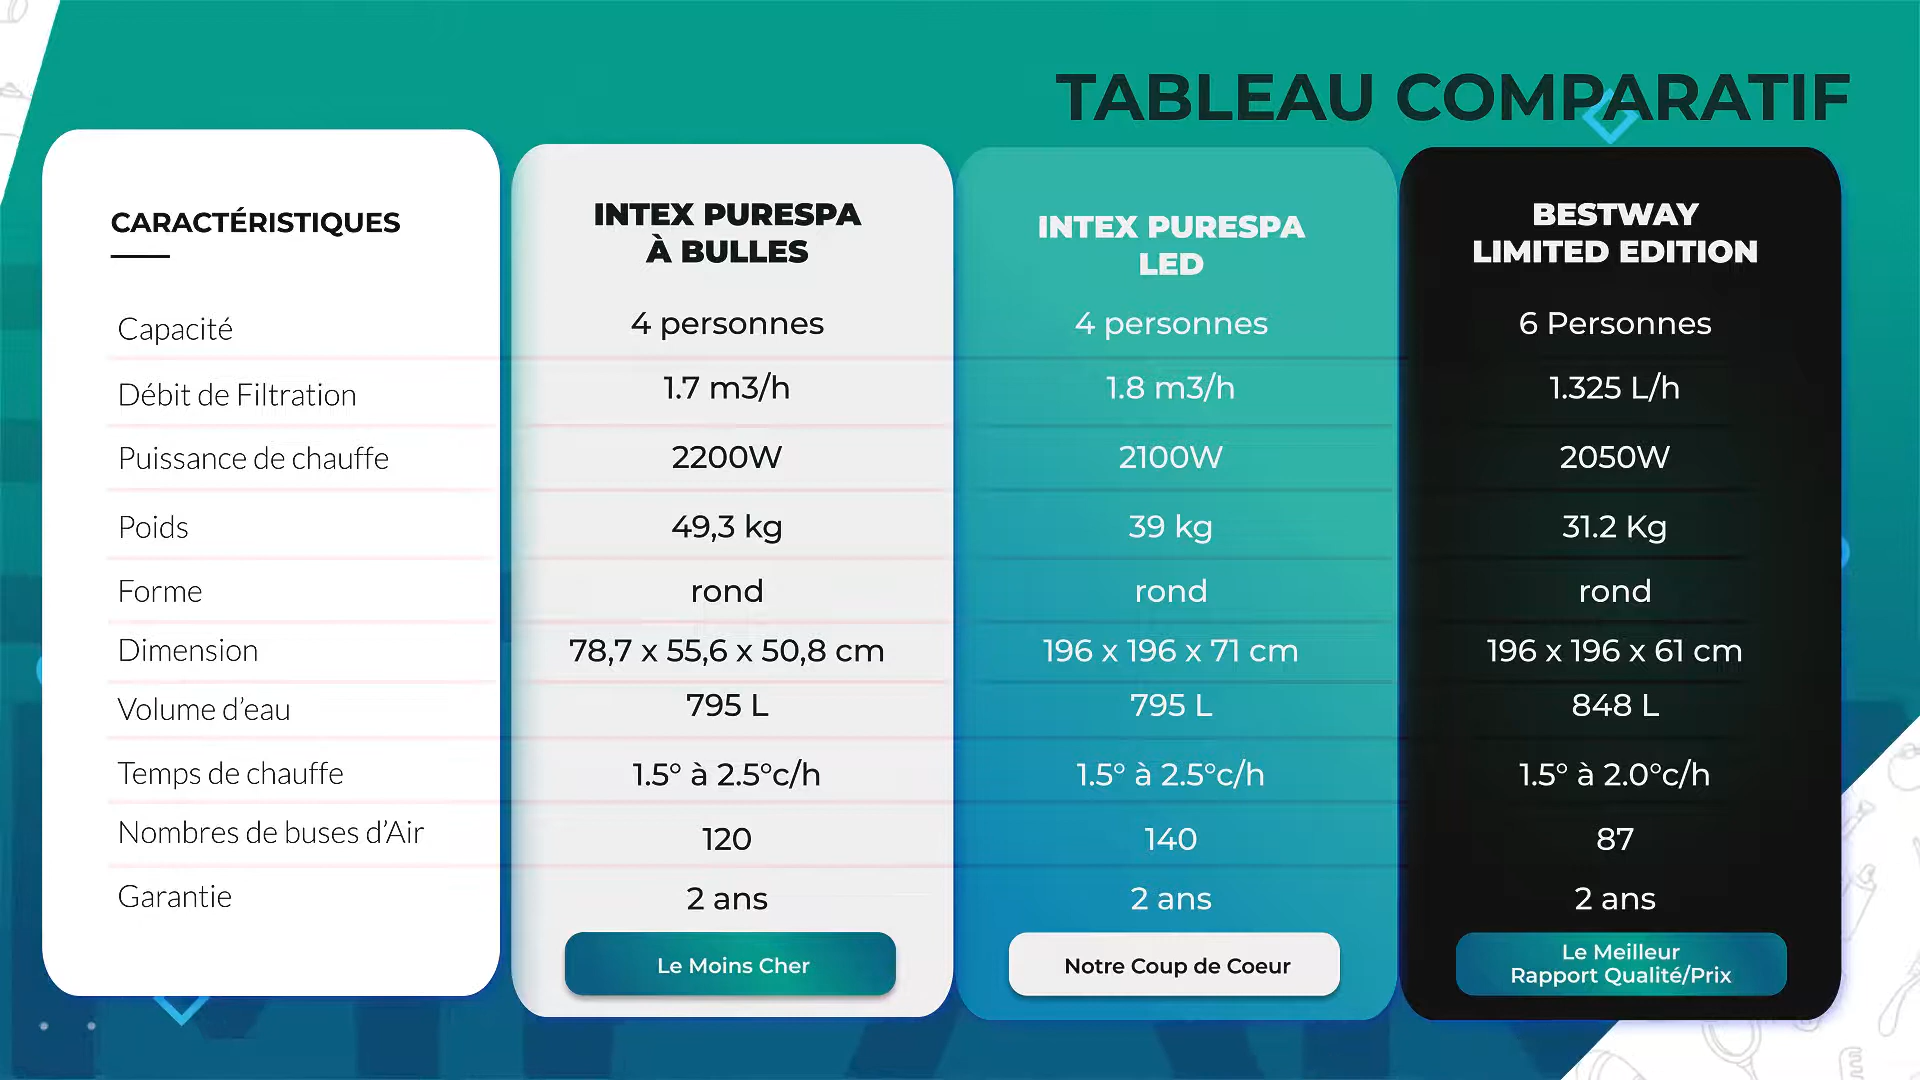 TABLEAU COMPARATIF
CARACTÉRISTIQUES
INTEX PURESPA
À BULLES
INTEX PURESPA
LED
BESTWAY
LIMITED EDITION
Capacité
4 personnes
4 personnes
6 Personnes
Débit de Filtration
1.7 m3/h
1.8 m3/h
1.325 L/h
Puissance de chauffe
2200W
2100W
2050W
Poids
49,3 kg
39 kg
31.2 Kg
Forme
rond
rond
rond
Dimension
78,7 x 55,6 x 50,8 cm
196 x 196 x 71 cm
196 x 196 x 61 cm
Volume d'eau
795 L
795 L
848 L
Temps de chauffe
1.5° à 2.5°c/h
1.5° à 2.5°c/h
1.5° à 2.0°c/h
Nombres de buses d'Air
120
140
87
Garantie
2 ans
2 ans
2 ans
Le Moins Cher
Notre Coup de Coeur
Le Meilleur
Rapport Qualité/Prix